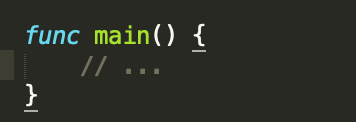 func main() {
    // ...
}